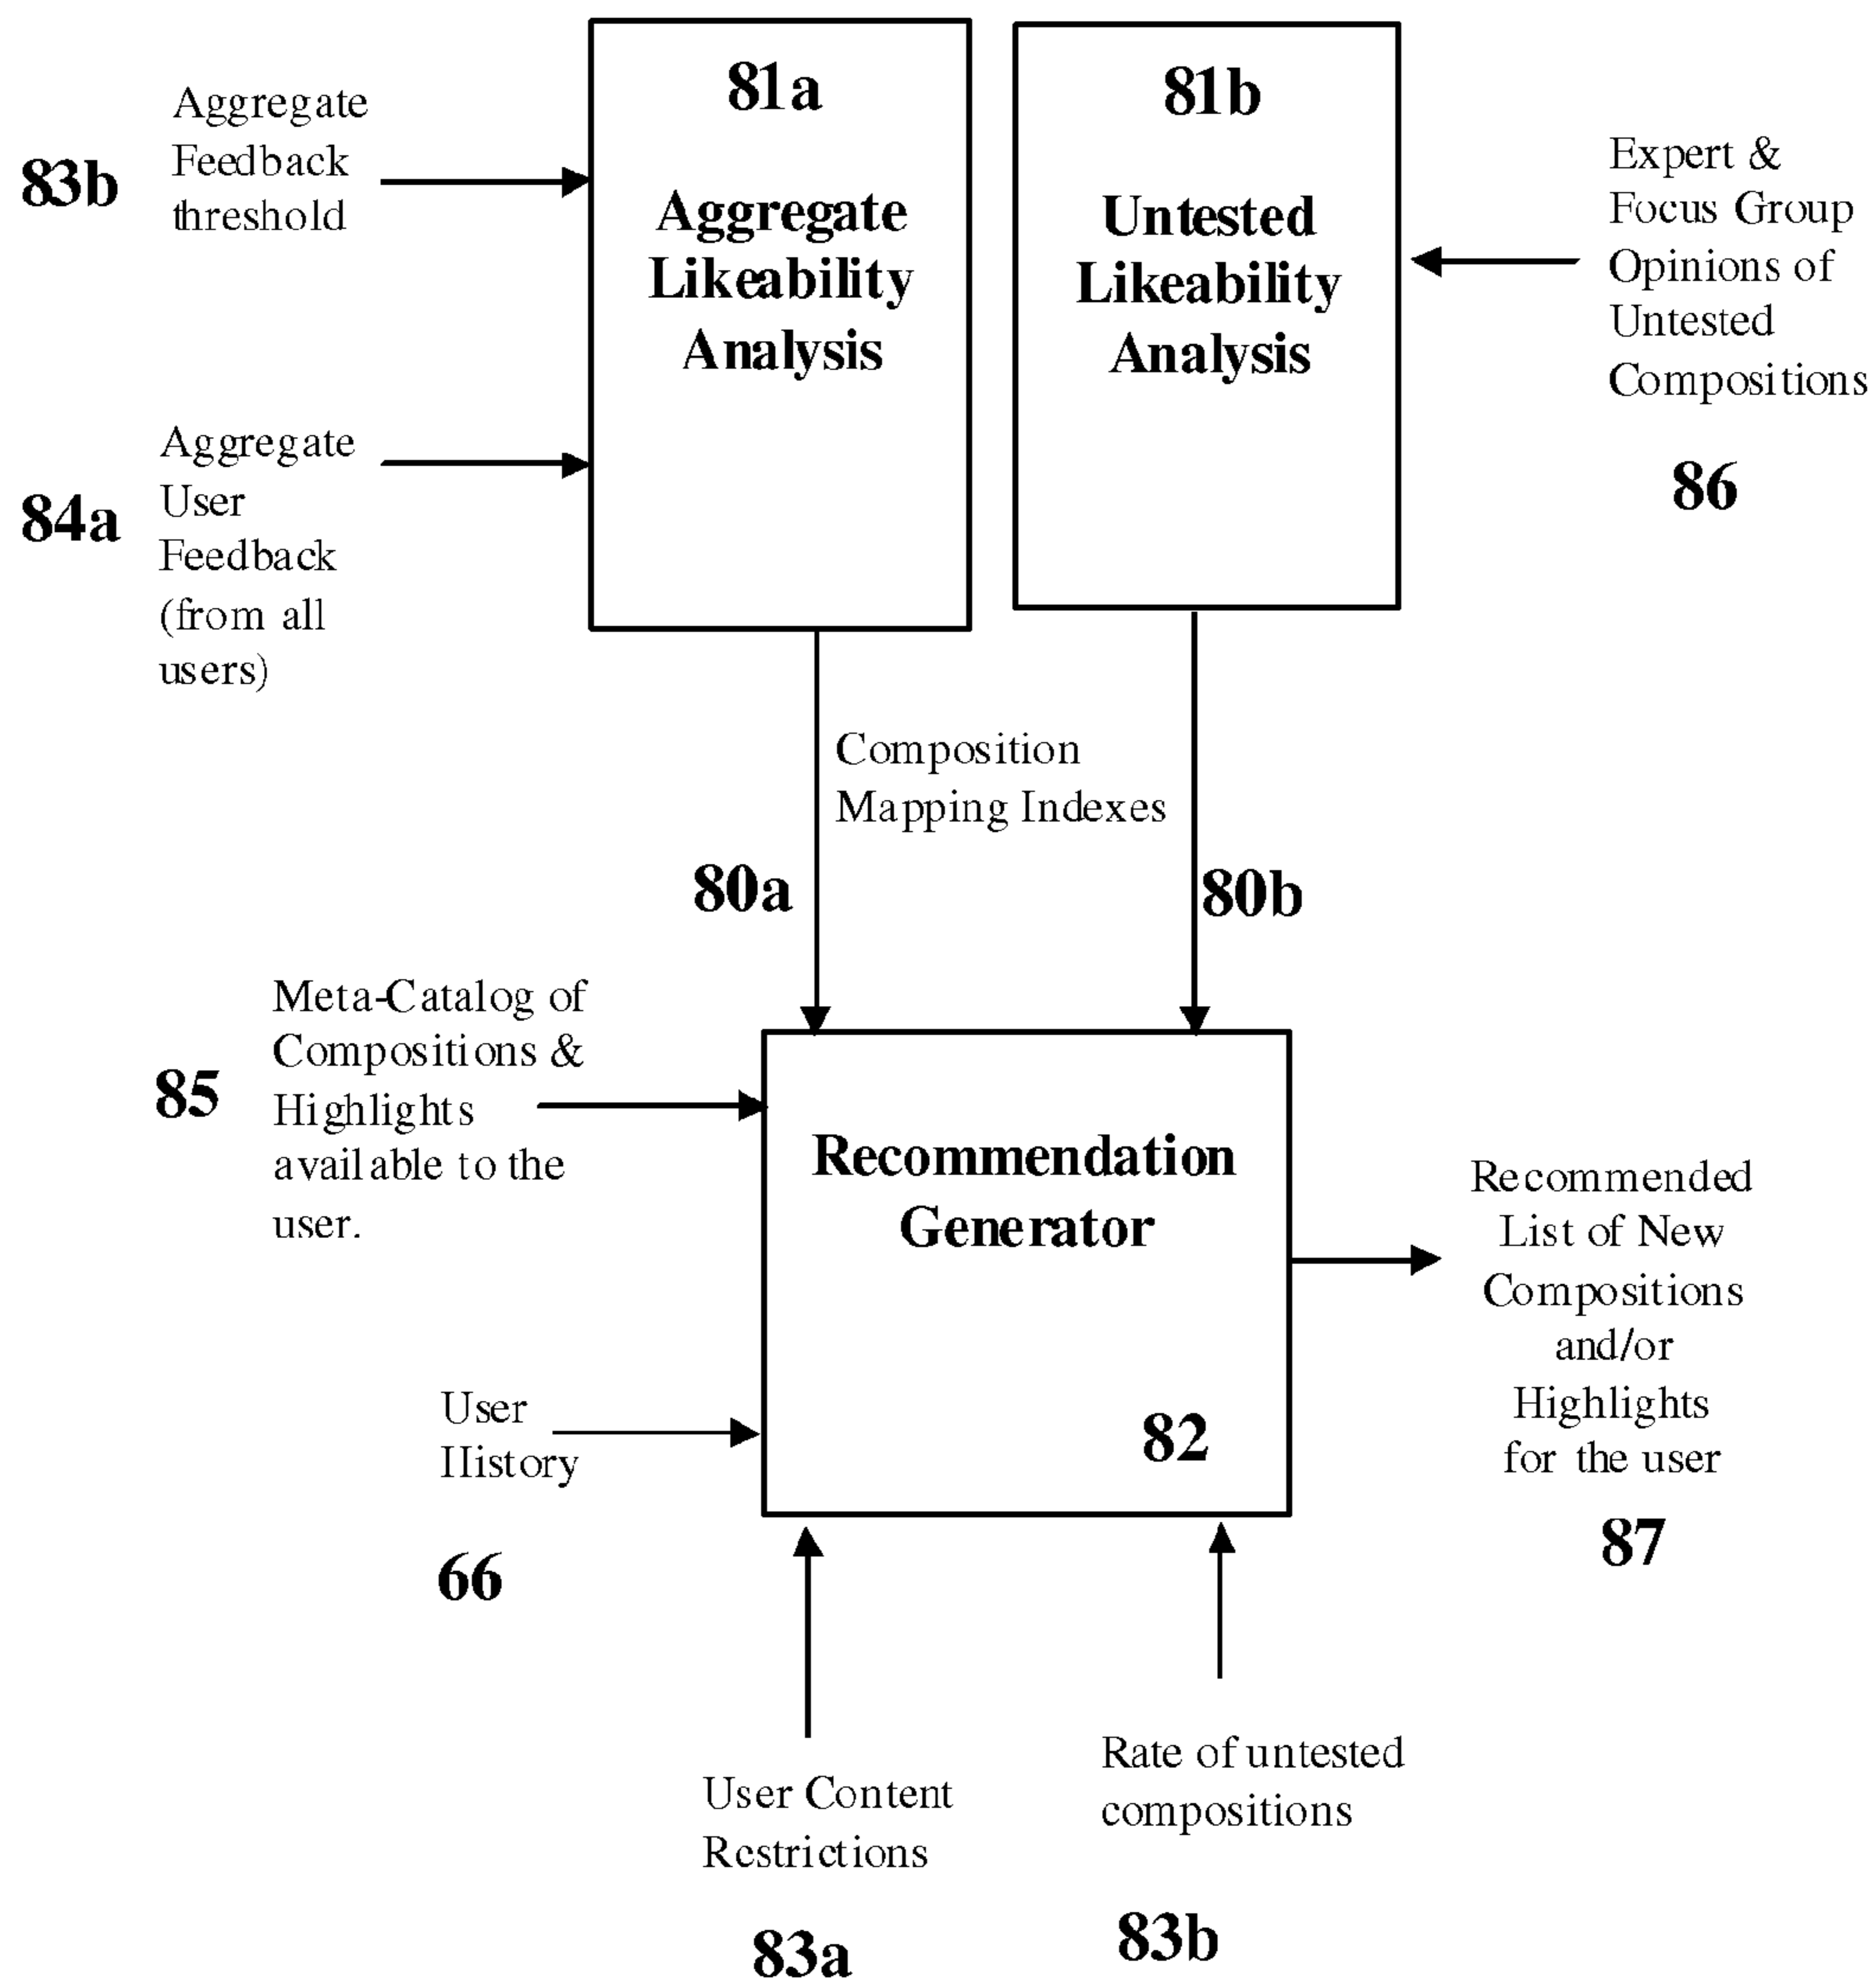 81a
Aggregate
Likeability
Analysis
81b
Untested
Likeability
Analysis
83b
Aggregate
Feedback
threshold
84a
Aggregate
User
Feedback
(from all
users)
Expert &
Focus Group
Opinions of
Untested
Compositions
86
Composition
Mapping Indexes
80a
80b
85
Meta-Catalog of
Compositions &
Highlights
available to the
user.
Recommendation
Generator
82
User
History
66
Recommended
List of New
Compositions
and/or
Highlights
for the user
87
User Content
Restrictions
83a
Rate of untested
compositions
83b